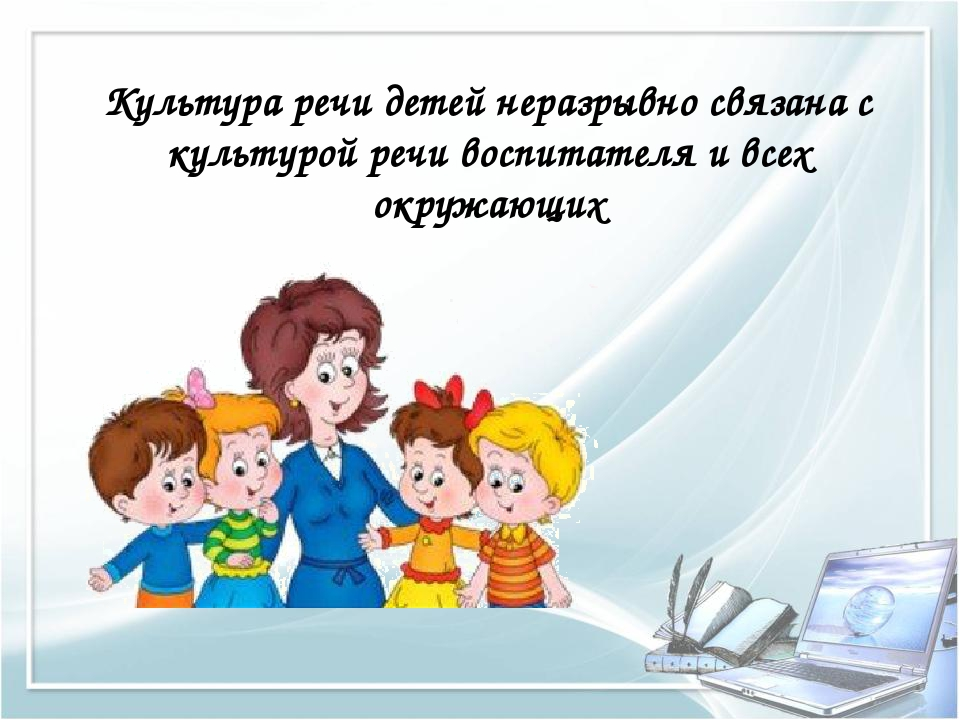 Культура речи детей неразрывно связана с
культурой речи воспитателя и всех
окружающих